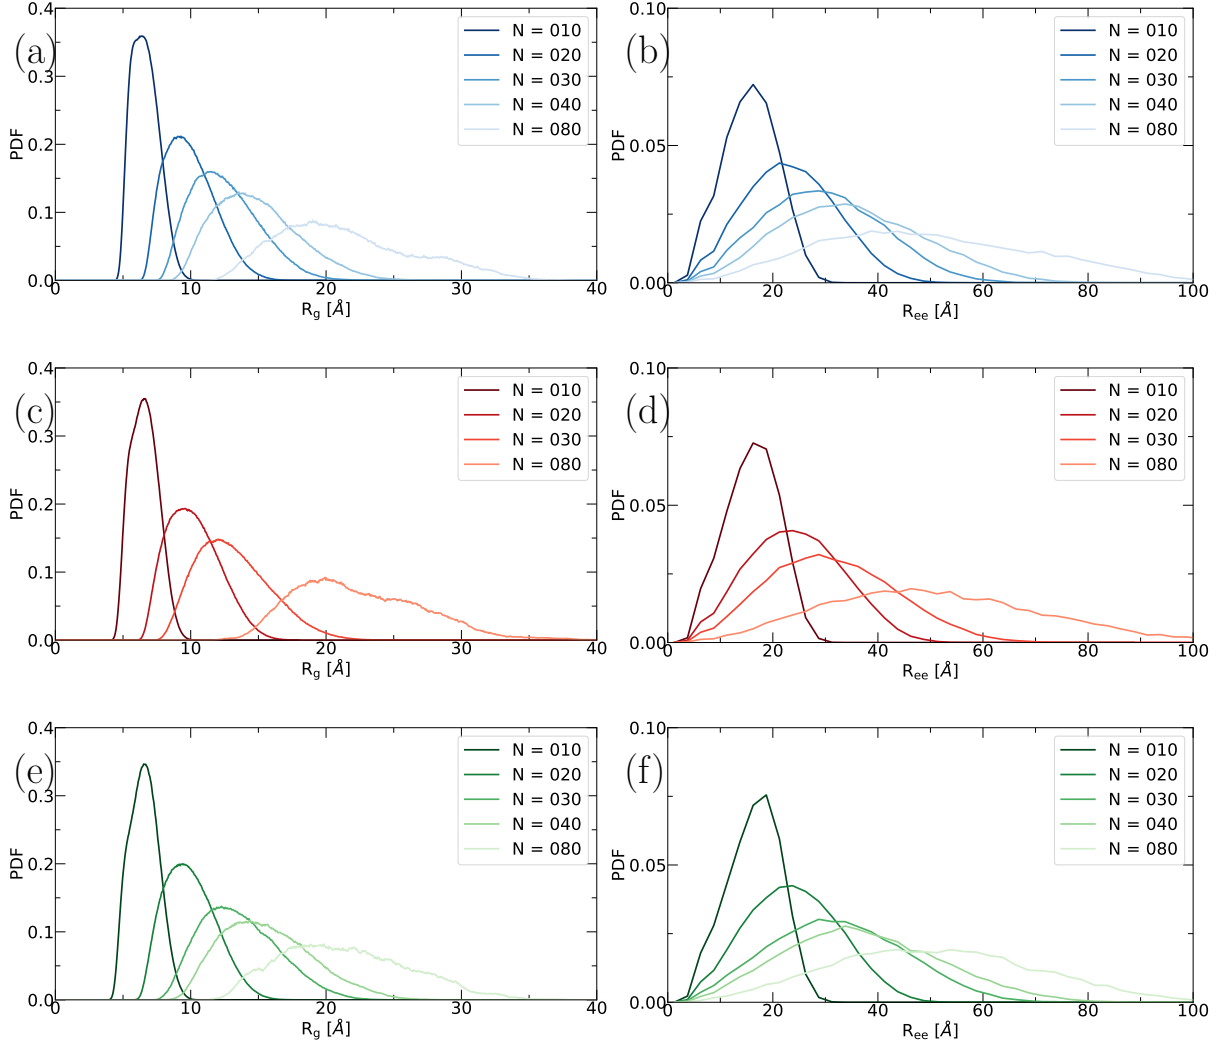 (a)
0.4
0.3
0.2
0.1
0.0
PDF
0 10 20 30 40
R_g [Å]
N = 010
N = 020
N = 030
N = 040
N = 080
(b)
0.10
0.05
0.00
PDF
0 20 40 60 80 100
R_ee [Å]
N = 010
N = 020
N = 030
N = 040
N = 080
(c)
0.4
0.3
0.2
0.1
0.0
PDF
0 10 20 30 40
R_g [Å]
N = 010
N = 020
N = 030
N = 080
(d)
0.10
0.05
0.00
PDF
0 20 40 60 80 100
R_ee [Å]
N = 010
N = 020
N = 030
N = 080
(e)
0.4
0.3
0.2
0.1
0.0
PDF
0 10 20 30 40
R_g [Å]
N = 010
N = 020
N = 030
N = 040
N = 080
(f)
0.10
0.05
0.00
PDF
0 20 40 60 80 100
R_ee [Å]
N = 010
N = 020
N = 030
N = 040
N = 080